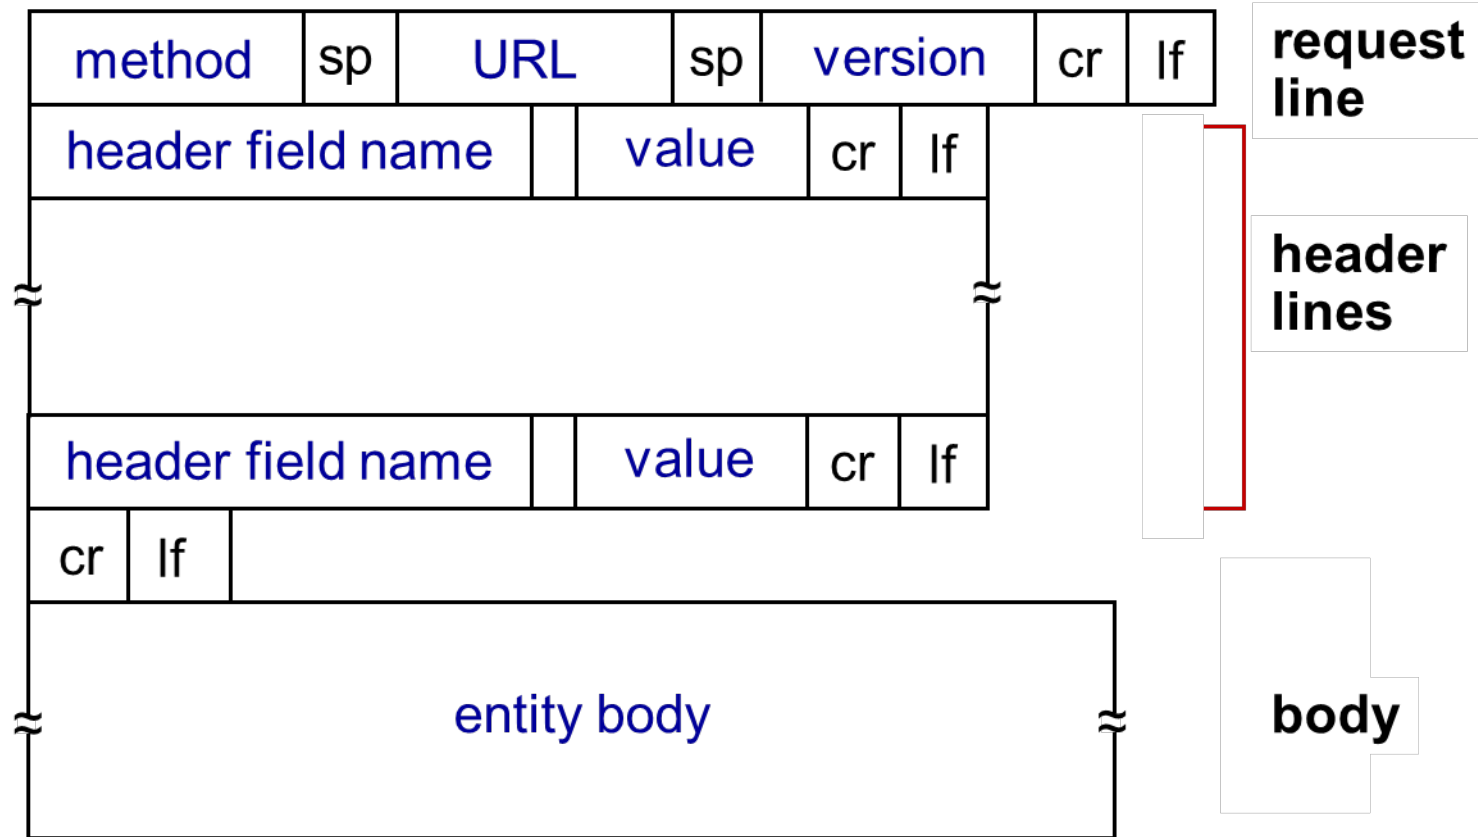 method sp URL sp version cr lf
request
line
header field name value cr lf
header
lines
header field name value cr lf
cr lf
entity body
body